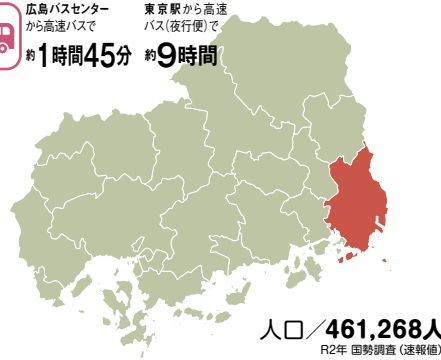 広島バスセンター
から高速バスで
約1時間45分
東京駅から高速
バス(夜行便)で
約9時間
人口／461,268人
R2年 国勢調査（速報値）